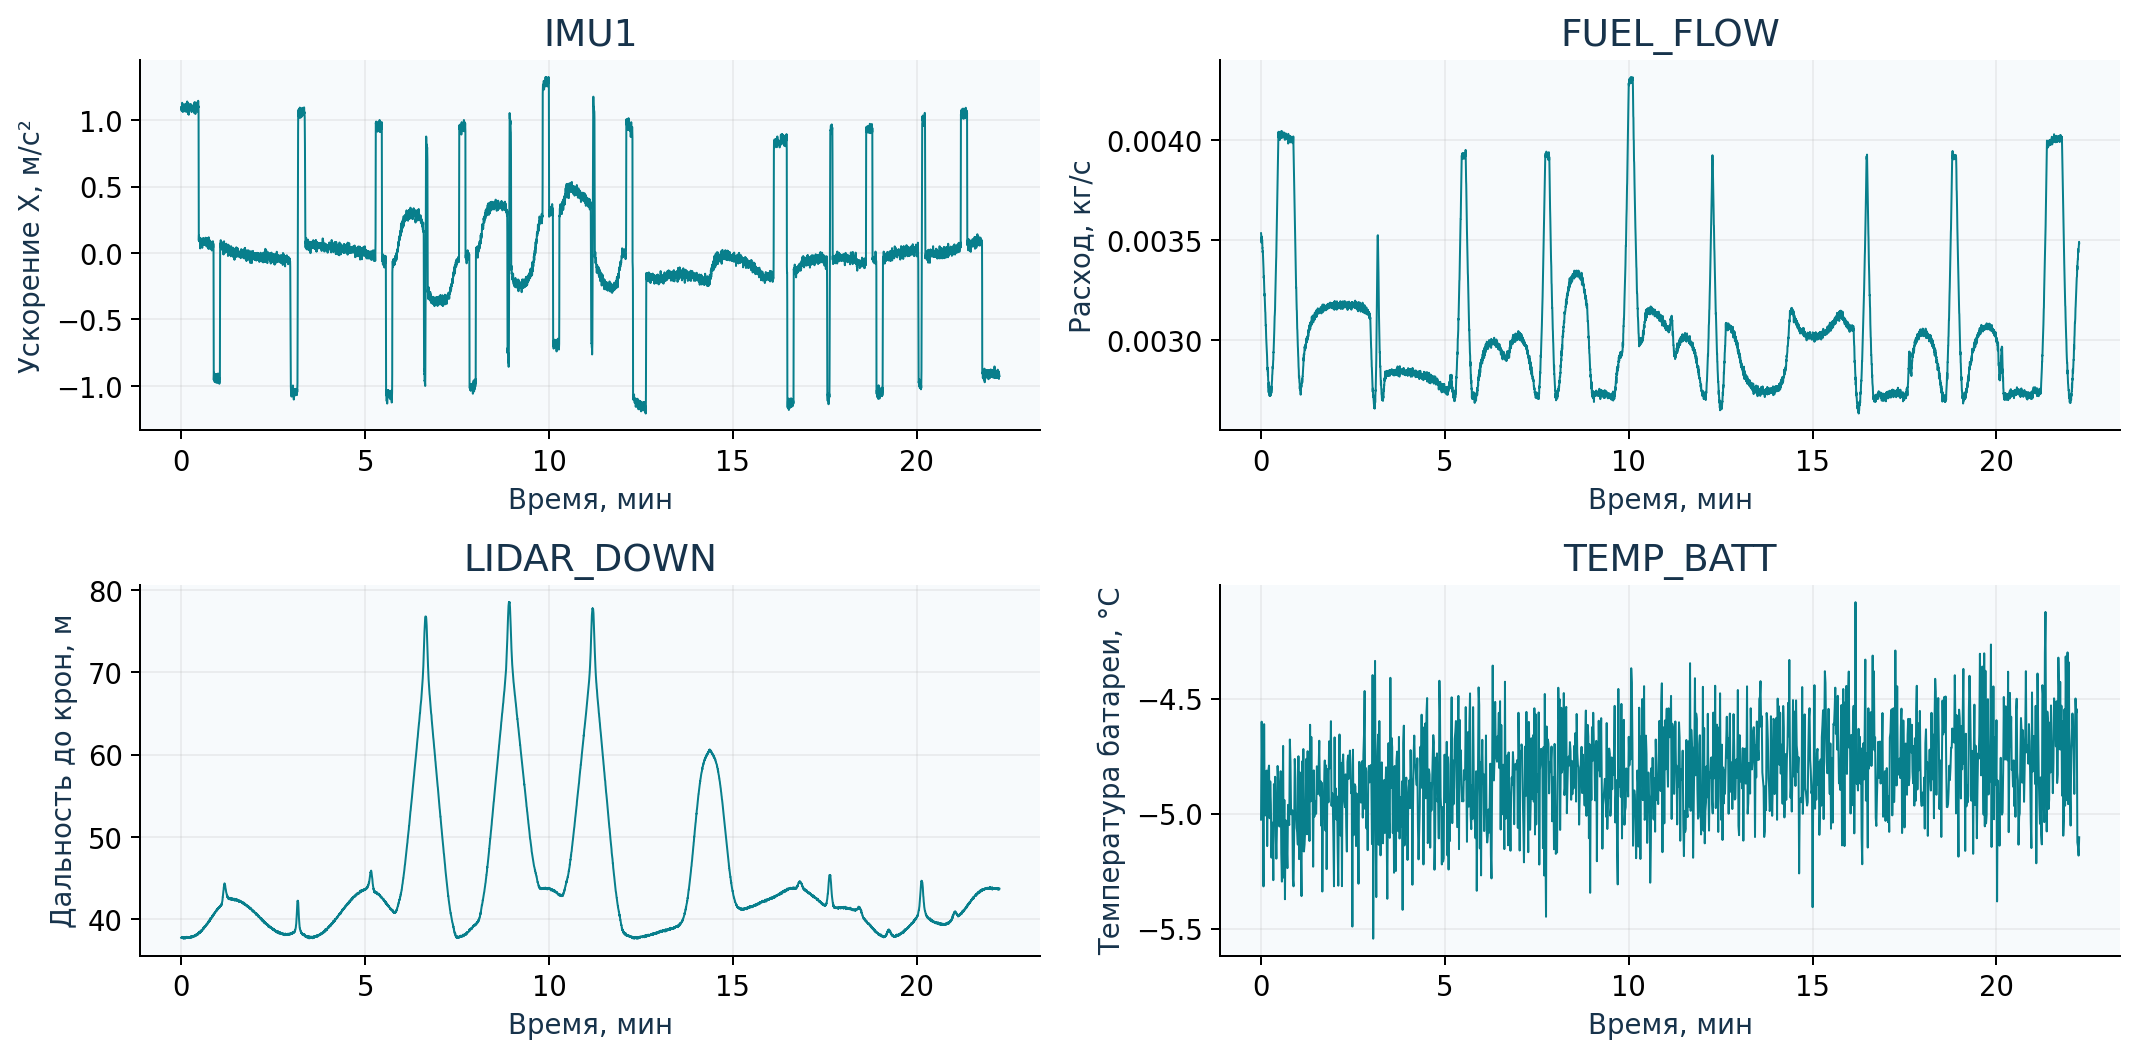 IMU1
Ускорение X, м/с²
1.0
0.5
0.0
−0.5
−1.0
0 5 10 15 20
Время, мин
FUEL_FLOW
Расход, кг/с
0.0040
0.0035
0.0030
0 5 10 15 20
Время, мин
LIDAR_DOWN
Дальность до крон, м
80
70
60
50
40
0 5 10 15 20
Время, мин
TEMP_BATT
Температура батареи, °C
−4.5
−5.0
−5.5
0 5 10 15 20
Время, мин